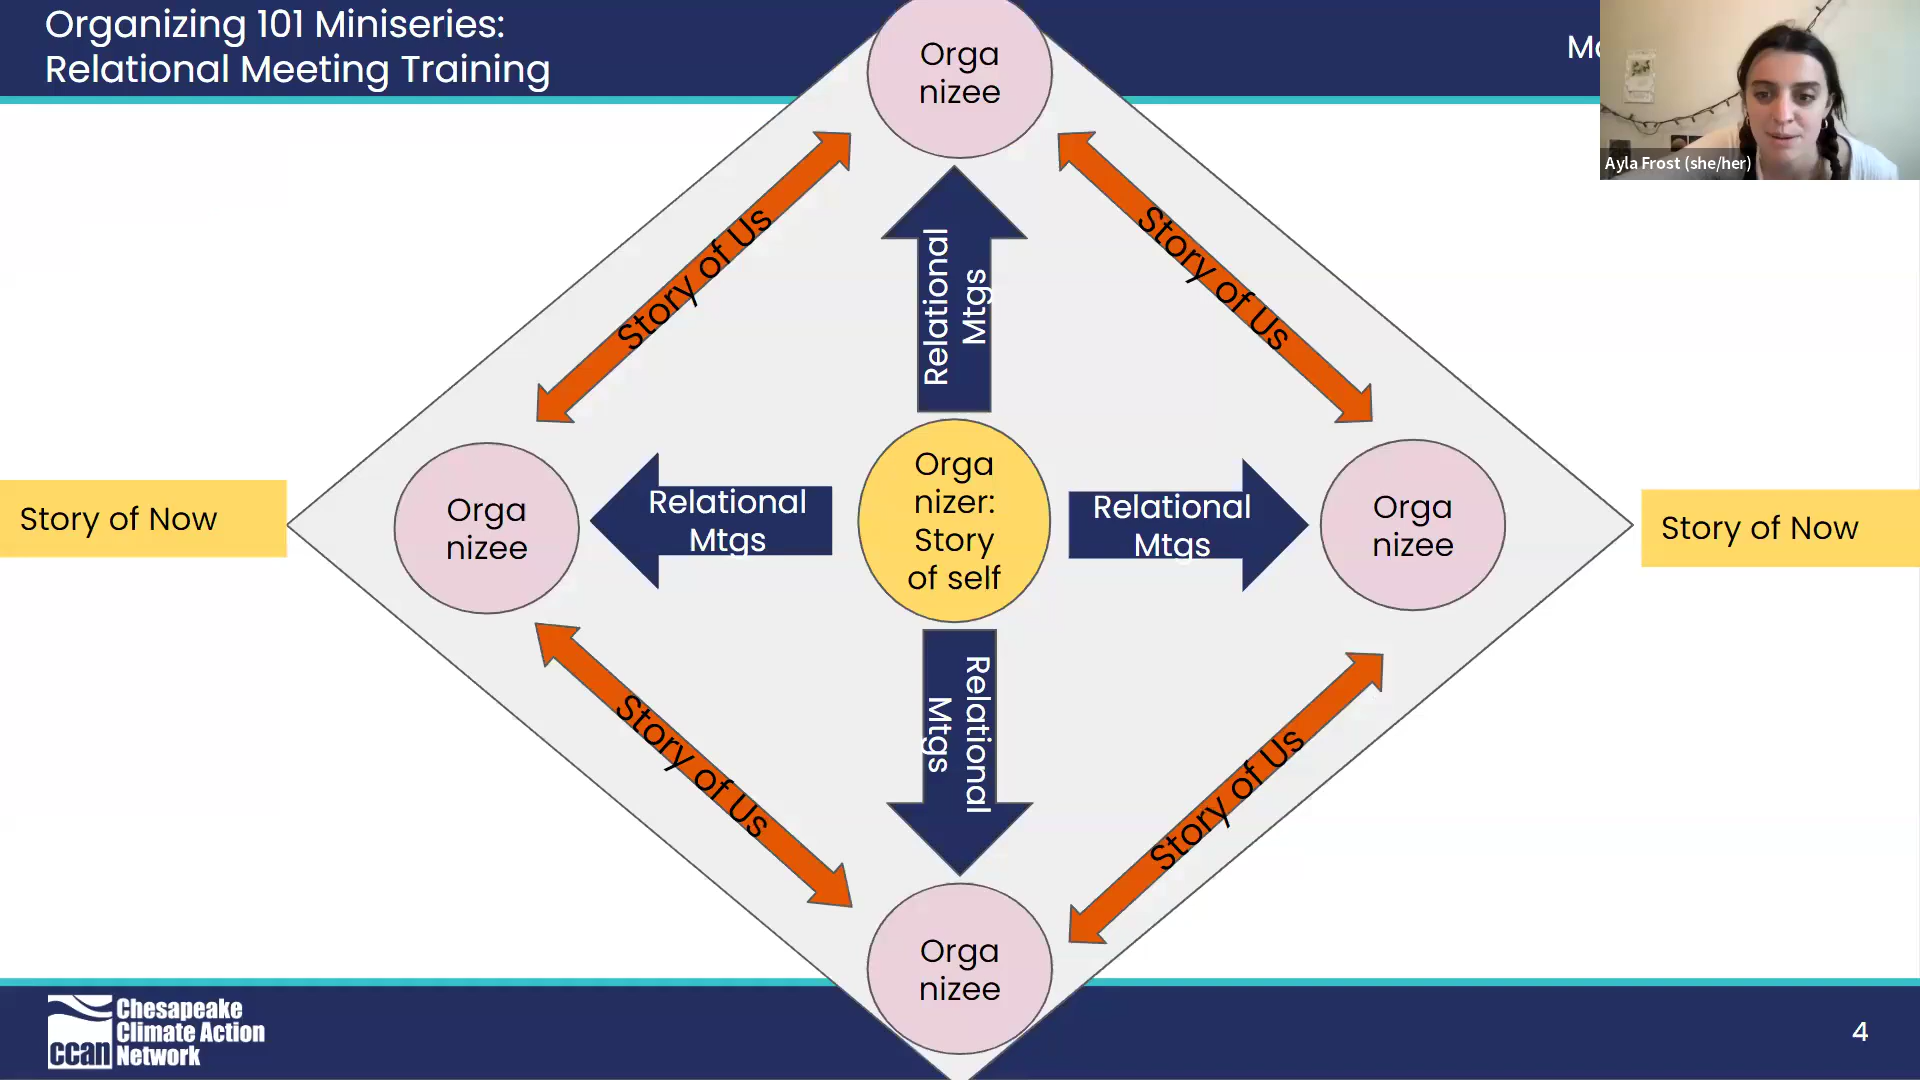 Organizing 101 Miniseries:
Relational Meeting Training
Orga
nizee
Ayla Frost (she/her)
Story of Us
Story of Us
Relational
Mtgs
Story of Now
Orga
nizee
Relational
Mtgs
Orga
nizer:
Story
of self
Relational
Mtgs
Orga
nizee
Story of Now
Story of Us
Relational
Mtgs
Story of Us
Orga
nizee
ccan
Chesapeake
Climate Action
Network
4